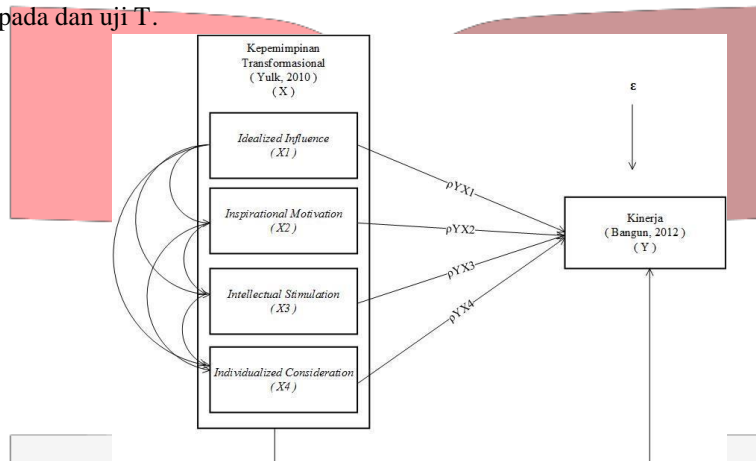 pada dan uji T.
Kepemimpinan
Transformasional
( Yulk, 2010 )
( X )
Idealized Influence
( X1 )
Inspirational Motivation
( X2 )
Intellectual Stimulation
( X3 )
Individualized Consideration
( X4 )
ρYX1
ρYX2
ρYX3
ρYX4
ε
Kinerja
( Bangun, 2012 )
( Y )